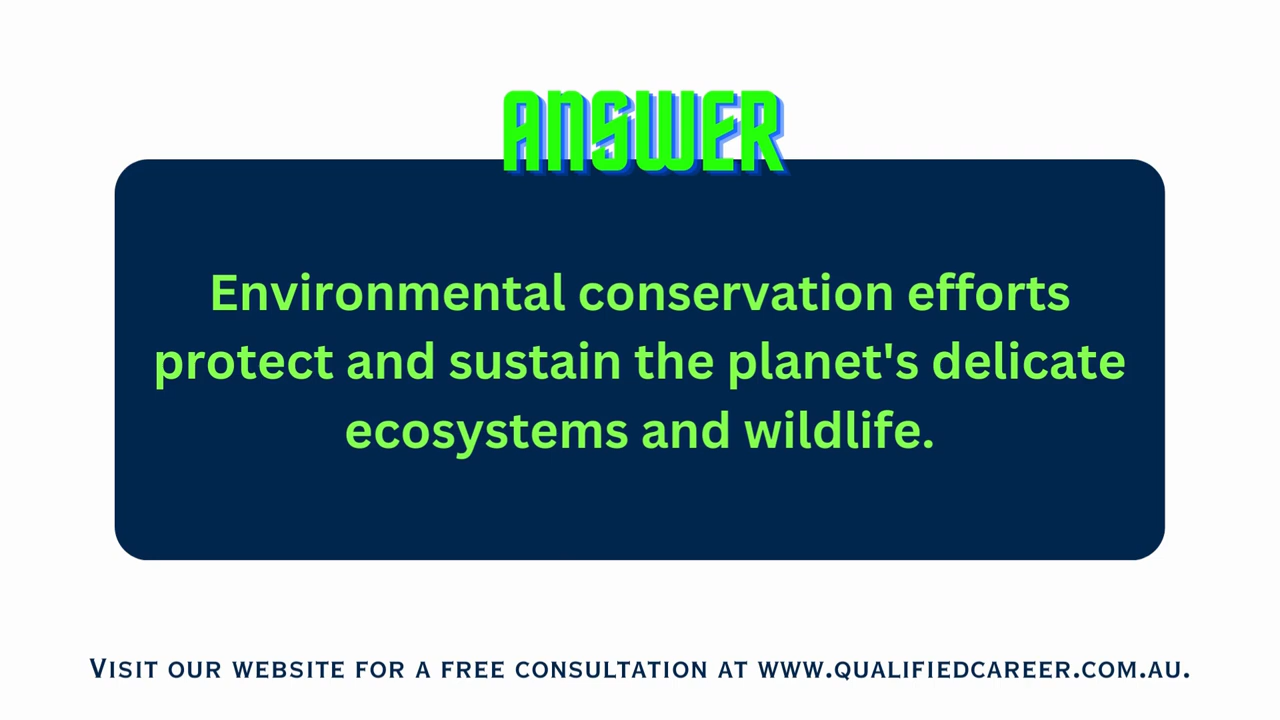 ANSWER
Environmental conservation efforts
protect and sustain the planet's delicate
ecosystems and wildlife.
Visit our website for a free consultation at www.qualifiedcareer.com.au.